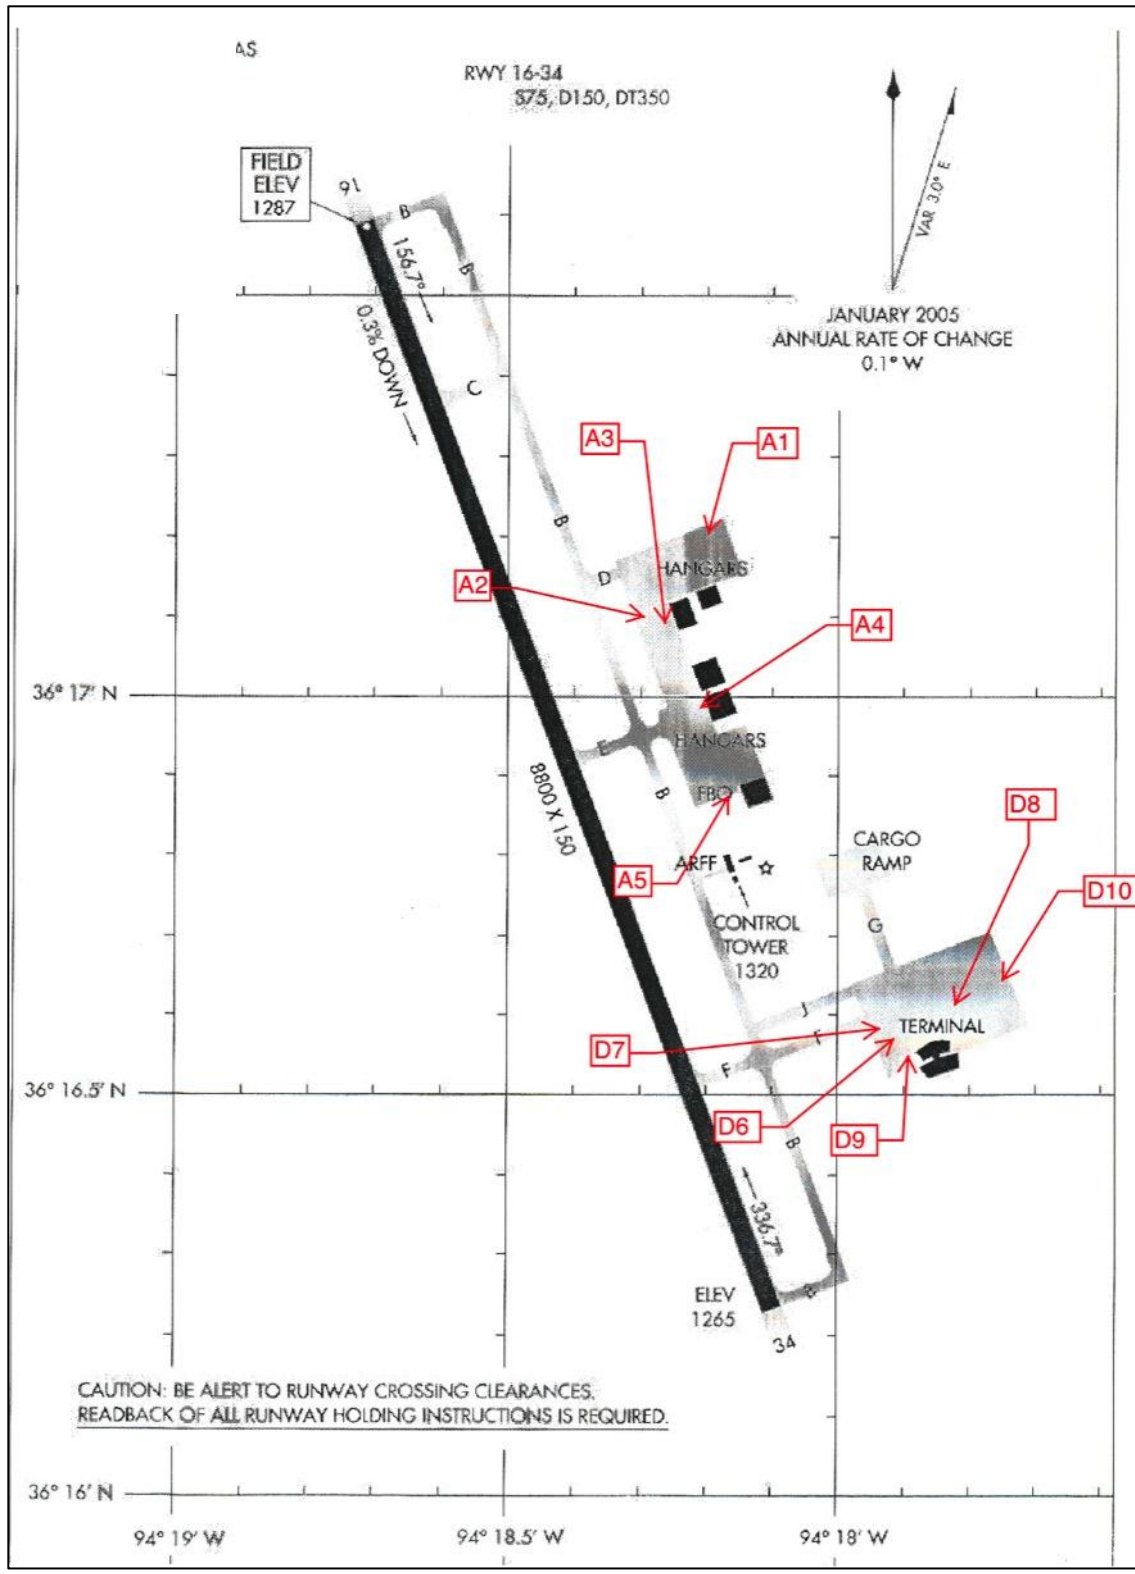 AS
RWY 16-34
S75, D150, DT350
FIELD
ELEV
1287
16
B
B
156.7°
0.3% DOWN
C
VAR 3.0° E
JANUARY 2005
ANNUAL RATE OF CHANGE
0.1° W
A3
A1
B
D
HANGARS
A2
A4
36° 17' N
E
HANGARS
B
FBO
8800 X 150
D8
CARGO
RAMP
ARFF
A5
D10
G
CONTROL
TOWER
1320
J
TERMINAL
F
D7
F
36° 16.5' N
D6
D9
B
336.7°
B
ELEV
1265
34
CAUTION: BE ALERT TO RUNWAY CROSSING CLEARANCES.
READBACK OF ALL RUNWAY HOLDING INSTRUCTIONS IS REQUIRED.
36° 16' N
94° 19' W
94° 18.5' W
94° 18' W